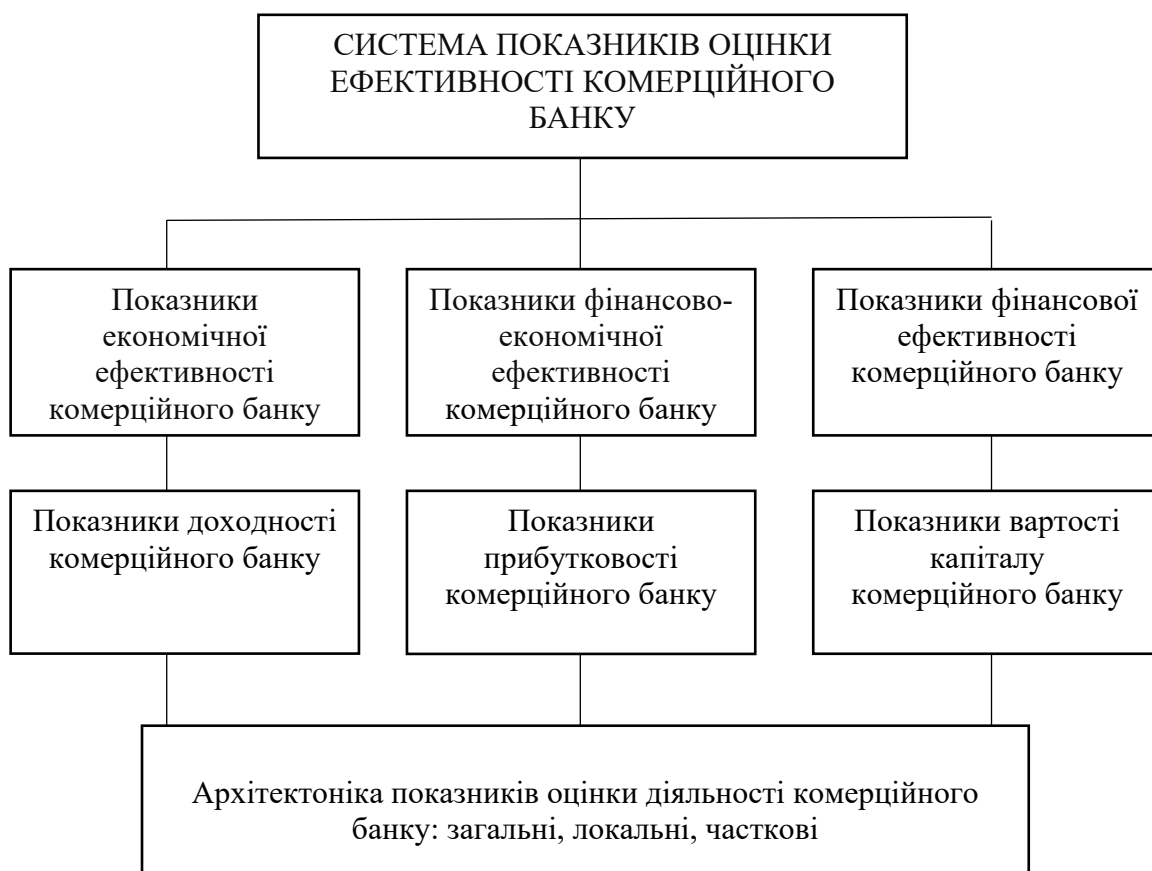 СИСТЕМА ПОКАЗНИКІВ ОЦІНКИ
ЕФЕКТИВНОСТІ КОМЕРЦІЙНОГО
БАНКУ
Показники
економічної
ефективності
комерційного банку
Показники фінансово-
економічної
ефективності
комерційного банку
Показники фінансової
ефективності
комерційного банку
Показники доходності
комерційного банку
Показники
прибутковості
комерційного банку
Показники вартості
капіталу
комерційного банку
Архітектоніка показників оцінки діяльності комерційного
банку: загальні, локальні, часткові